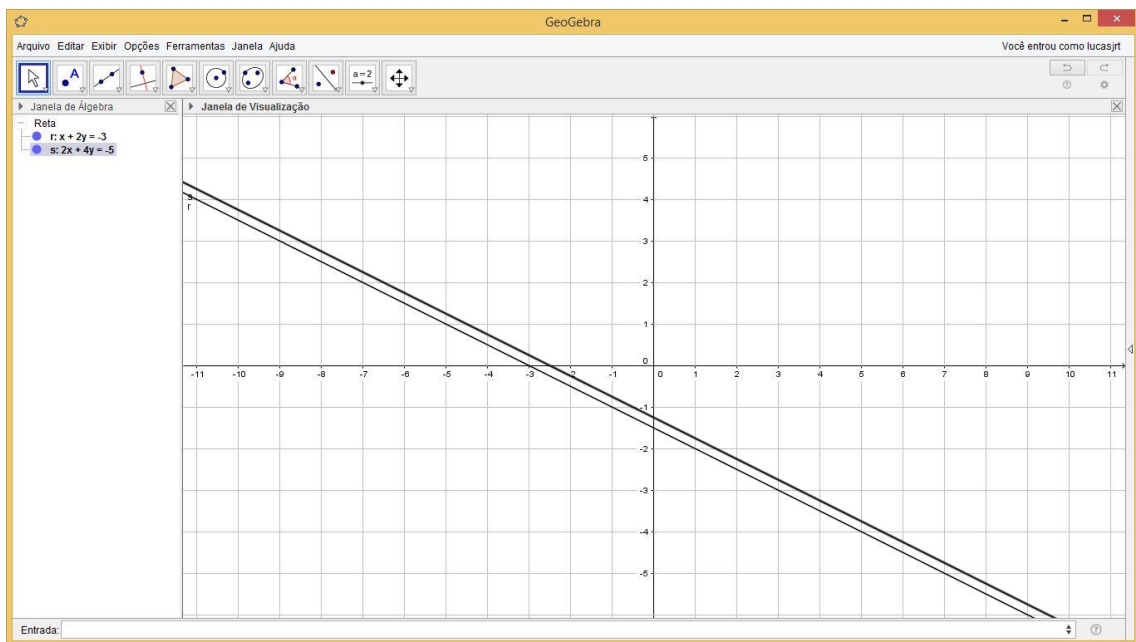 GeoGebra
Arquivo Editar Exibir Opções Ferramentas Janela Ajuda
Você entrou como lucasjrt
A
α
a=2
Janela de Álgebra
Janela de Visualização
Reta
r: x + 2y = -3
s: 2x + 4y = -5
5
s
4
r
3
2
1
0
-11 -10 -9 -8 -7 -6 -5 -4 -3 -2 -1 0 1 2 3 4 5 6 7 8 9 10 11
-1
-2
-3
-4
-5
Entrada: